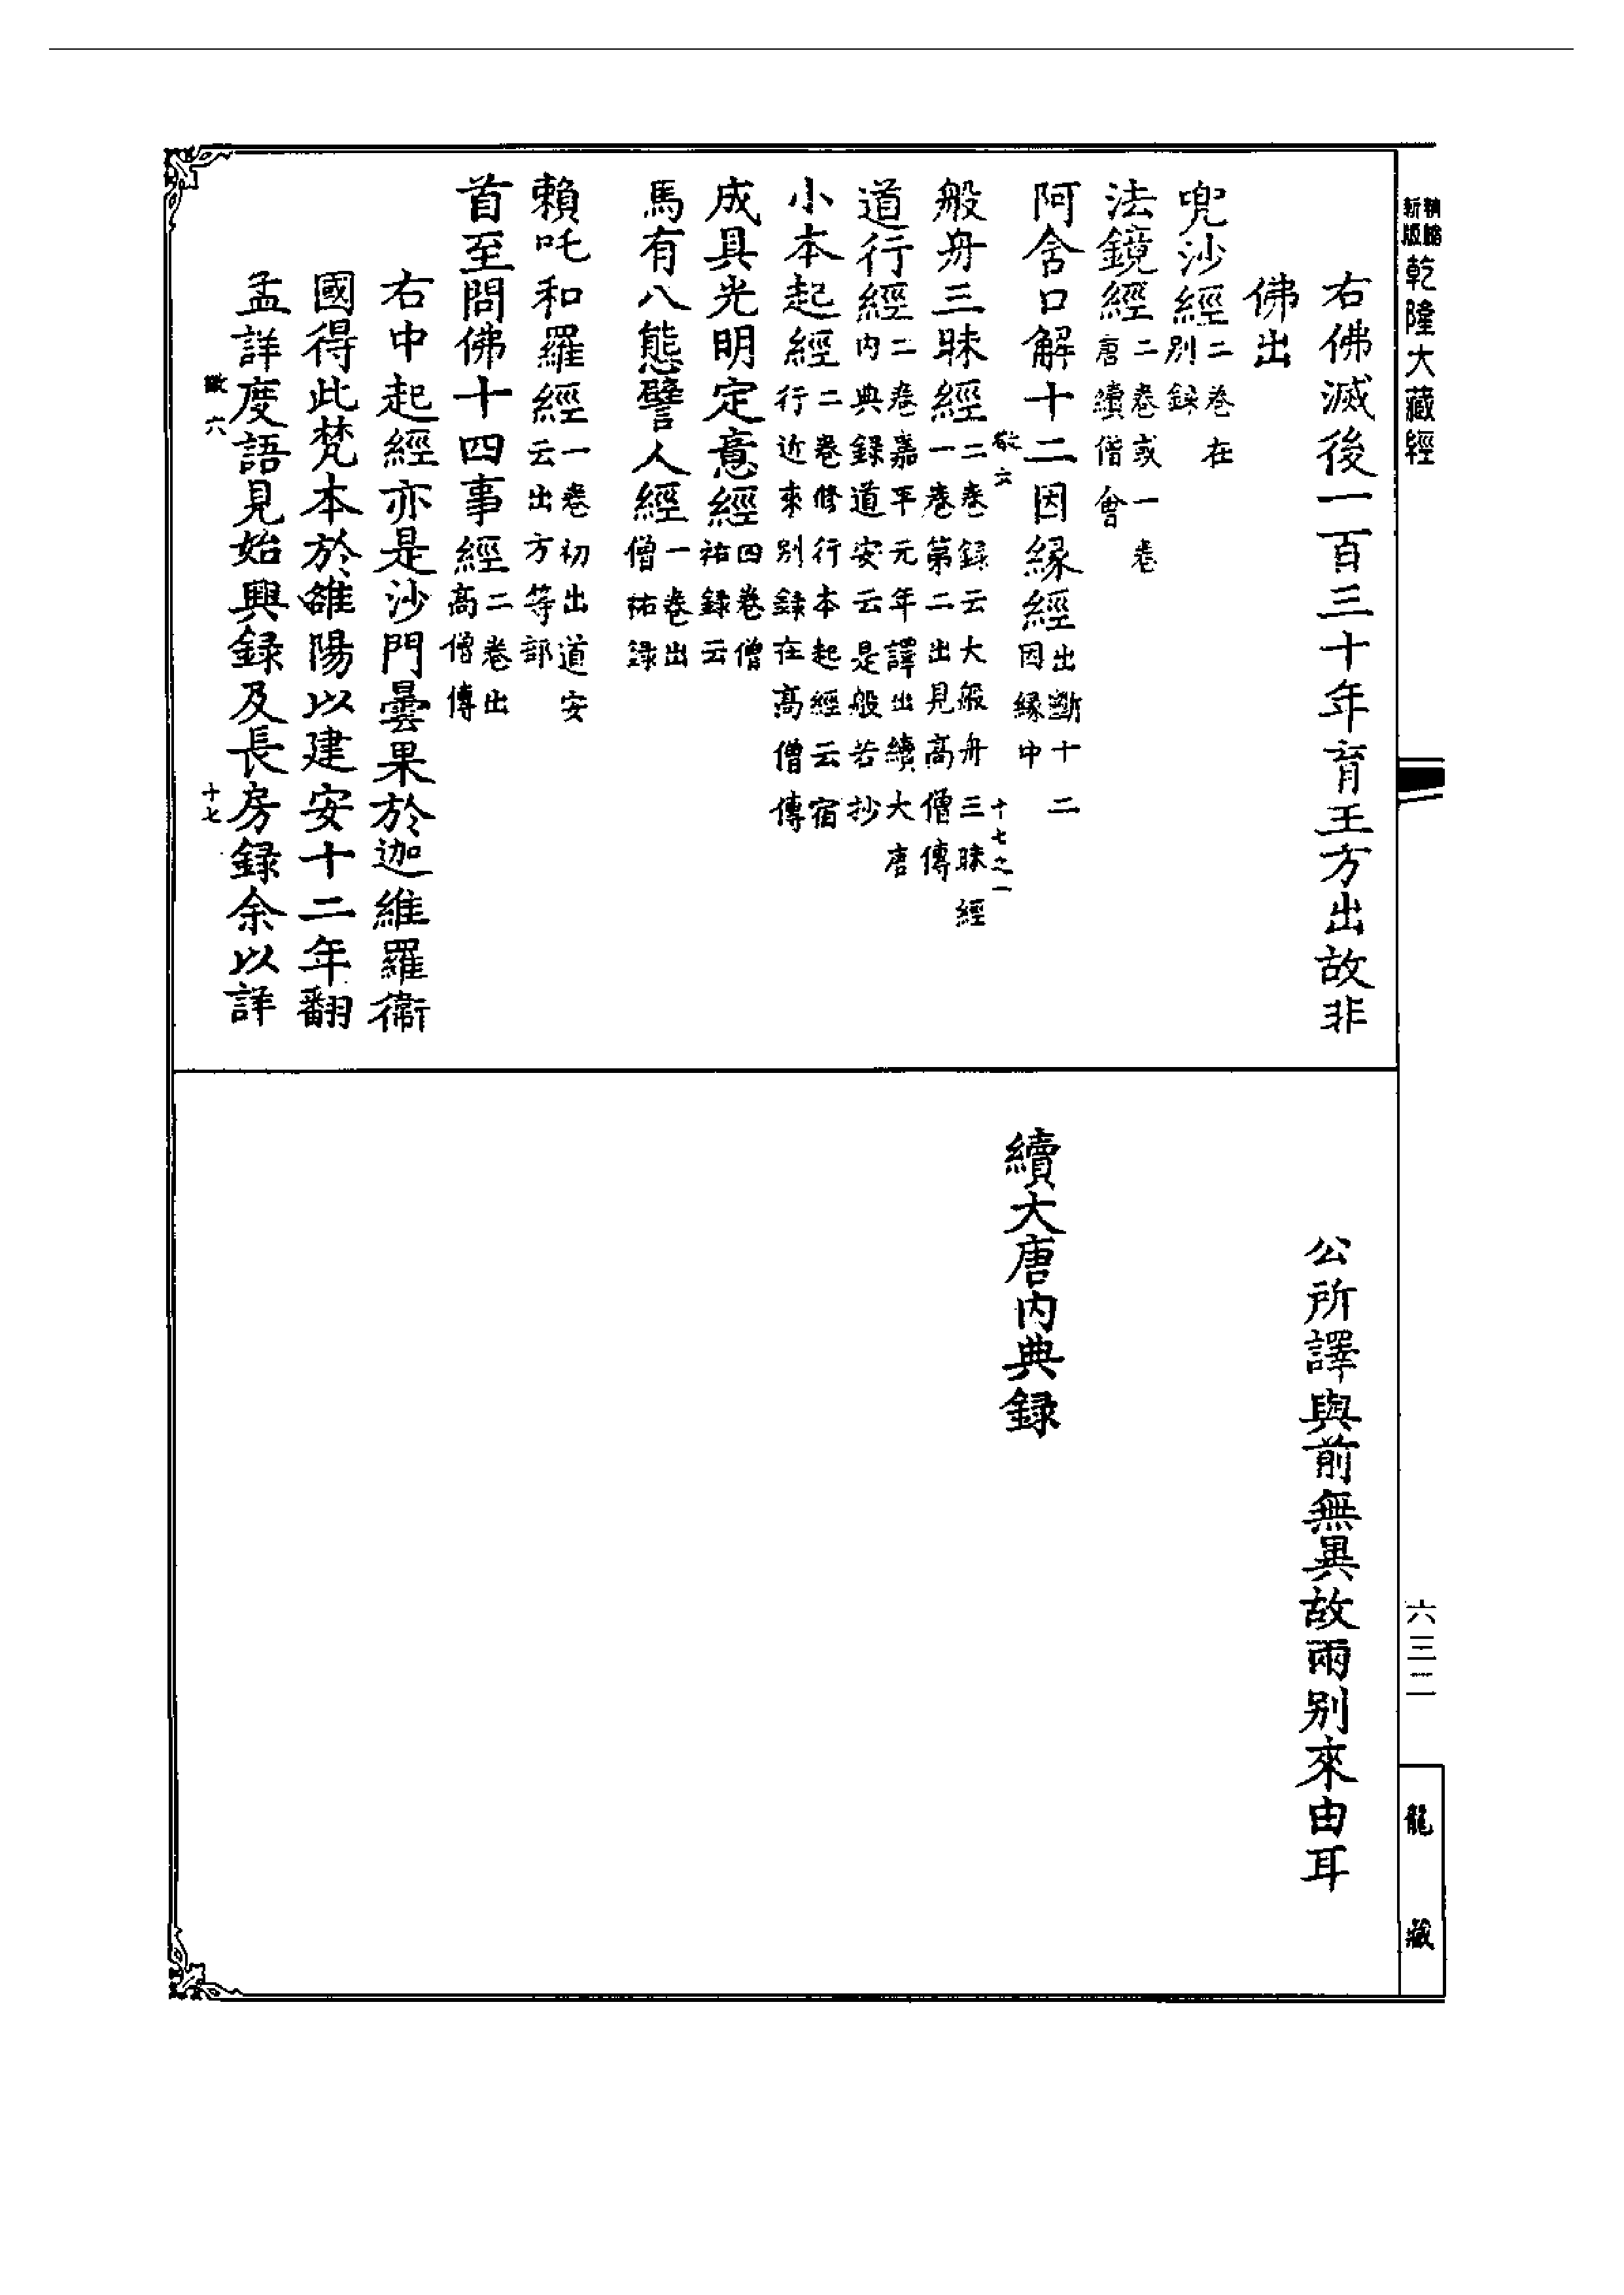 新版
精縮
乾隆大藏經
六三二
龍藏
右佛滅後一百三十年育王方出故非
佛出
兜沙經二卷在
別録
法鏡經二卷或一卷
唐續僧會
阿含口解十二因縁經出斷十二
因縁中
敬六
十七之一
般舟三昧經二卷録云大般舟三昧經
一卷第二出見高僧傳
道行經二卷嘉平元年譯出續大唐
内典録道安云是般若抄
小本起經二卷修行本起經云宿
行近來別録在高僧傳
成具光明定意經四卷僧
祐録云
馬有八態譬人經一卷出
僧祐録
賴吒和羅經一卷初出道安
云出方等部
首至問佛十四事經二卷出
高僧傳
右中起經亦是沙門曇果於迦維羅衞
國得此梵本於雒陽以建安十二年翻
孟詳度語見始興録及長房録余以詳
敬六
十七
公所譯與前無異故兩別來由耳
續大唐内典録